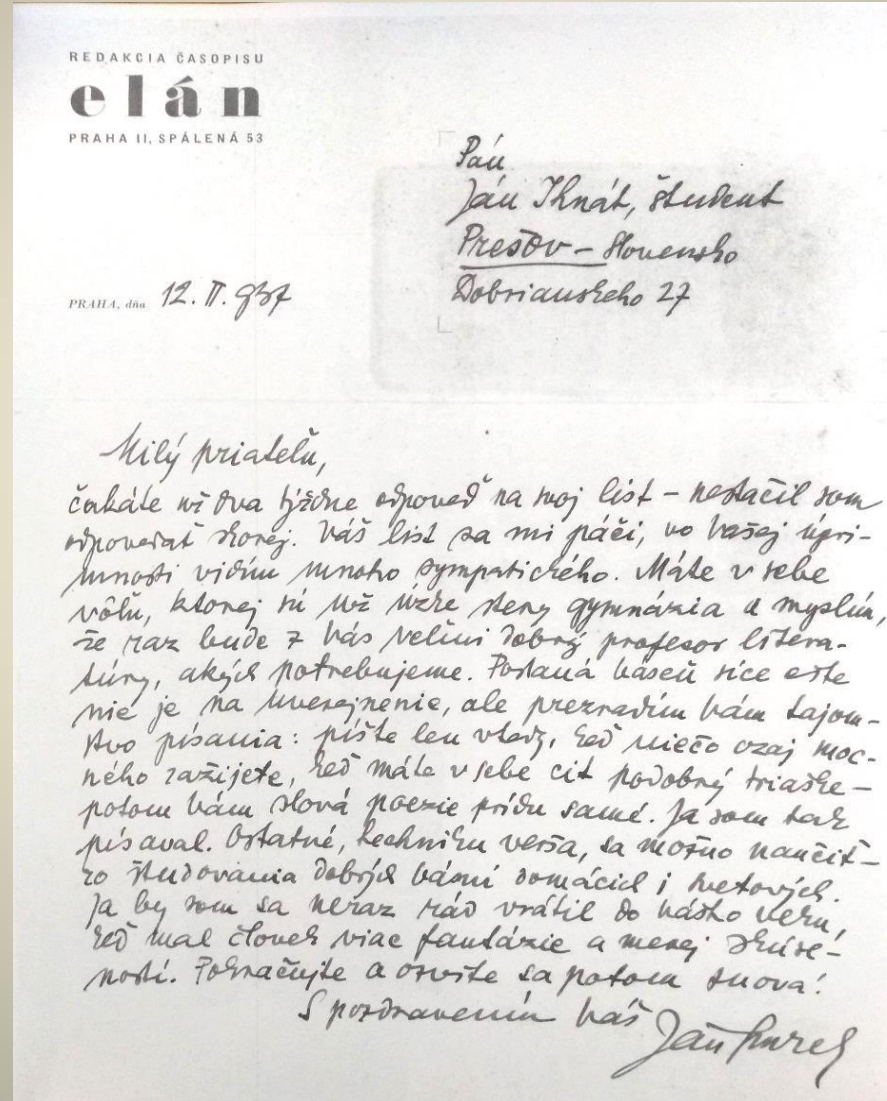 REDAKCIA ČASOPISU
elán
PRAHA II, SPÁLENÁ 53
Pán
Ján Ihnát, študent
Prešov – Slovensko
Dobrianskeho 27
PRAHA, dňa 12. II. 937
Milý priateľu,
čakáte už dva týždne odpoveď na svoj list – nestačil som
odpovedať skorej. Váš list sa mi páči, vo Vašej úpri-
mnosti vidím mnoho sympatického. Máte v sebe
vôľu, ktorej sú už úzke steny gymnázia a myslím,
že raz bude z Vás veľmi dobrý profesor litera-
túry, akých potrebujeme. Poslaná báseň síce ešte
nie je na uverejnenie, ale prezradím Vám tajom-
stvo písania: píšte len vtedy, keď niečo ozaj moc-
ného zažijete, keď máte v sebe cit podobný triaške –
potom Vám slová poezie prídu samé. Ja som tak
písaval. Ostatné, techniku verša, sa možno naučiť –
zo študovania dobrých básní domácich i svetových.
Ja by som sa neraz rád vrátil do Vášho veku,
keď mal človek viac fantázie a menej skúse-
ností. Pokračujte a ozvite sa potom znova!
S pozdravením Váš
Ján Smrek